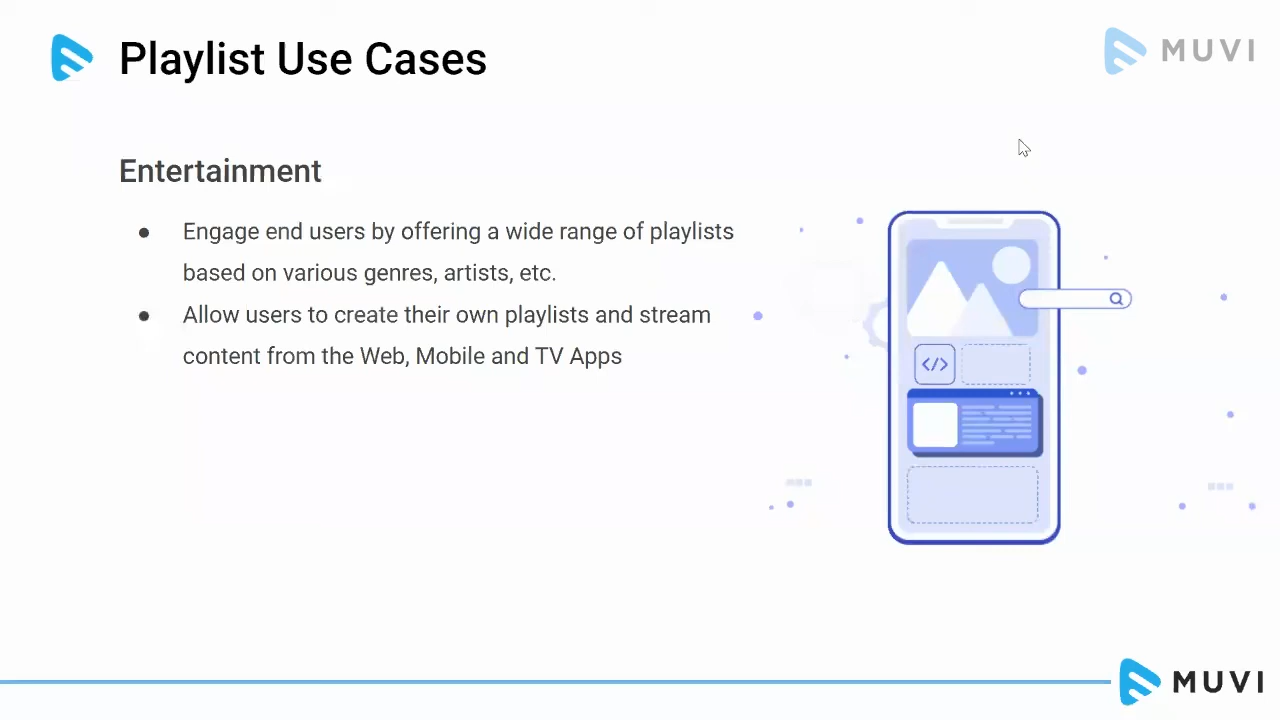 Playlist Use Cases
MUVI
Entertainment
● Engage end users by offering a wide range of playlists
based on various genres, artists, etc.
● Allow users to create their own playlists and stream
content from the Web, Mobile and TV Apps
</>
MUVI